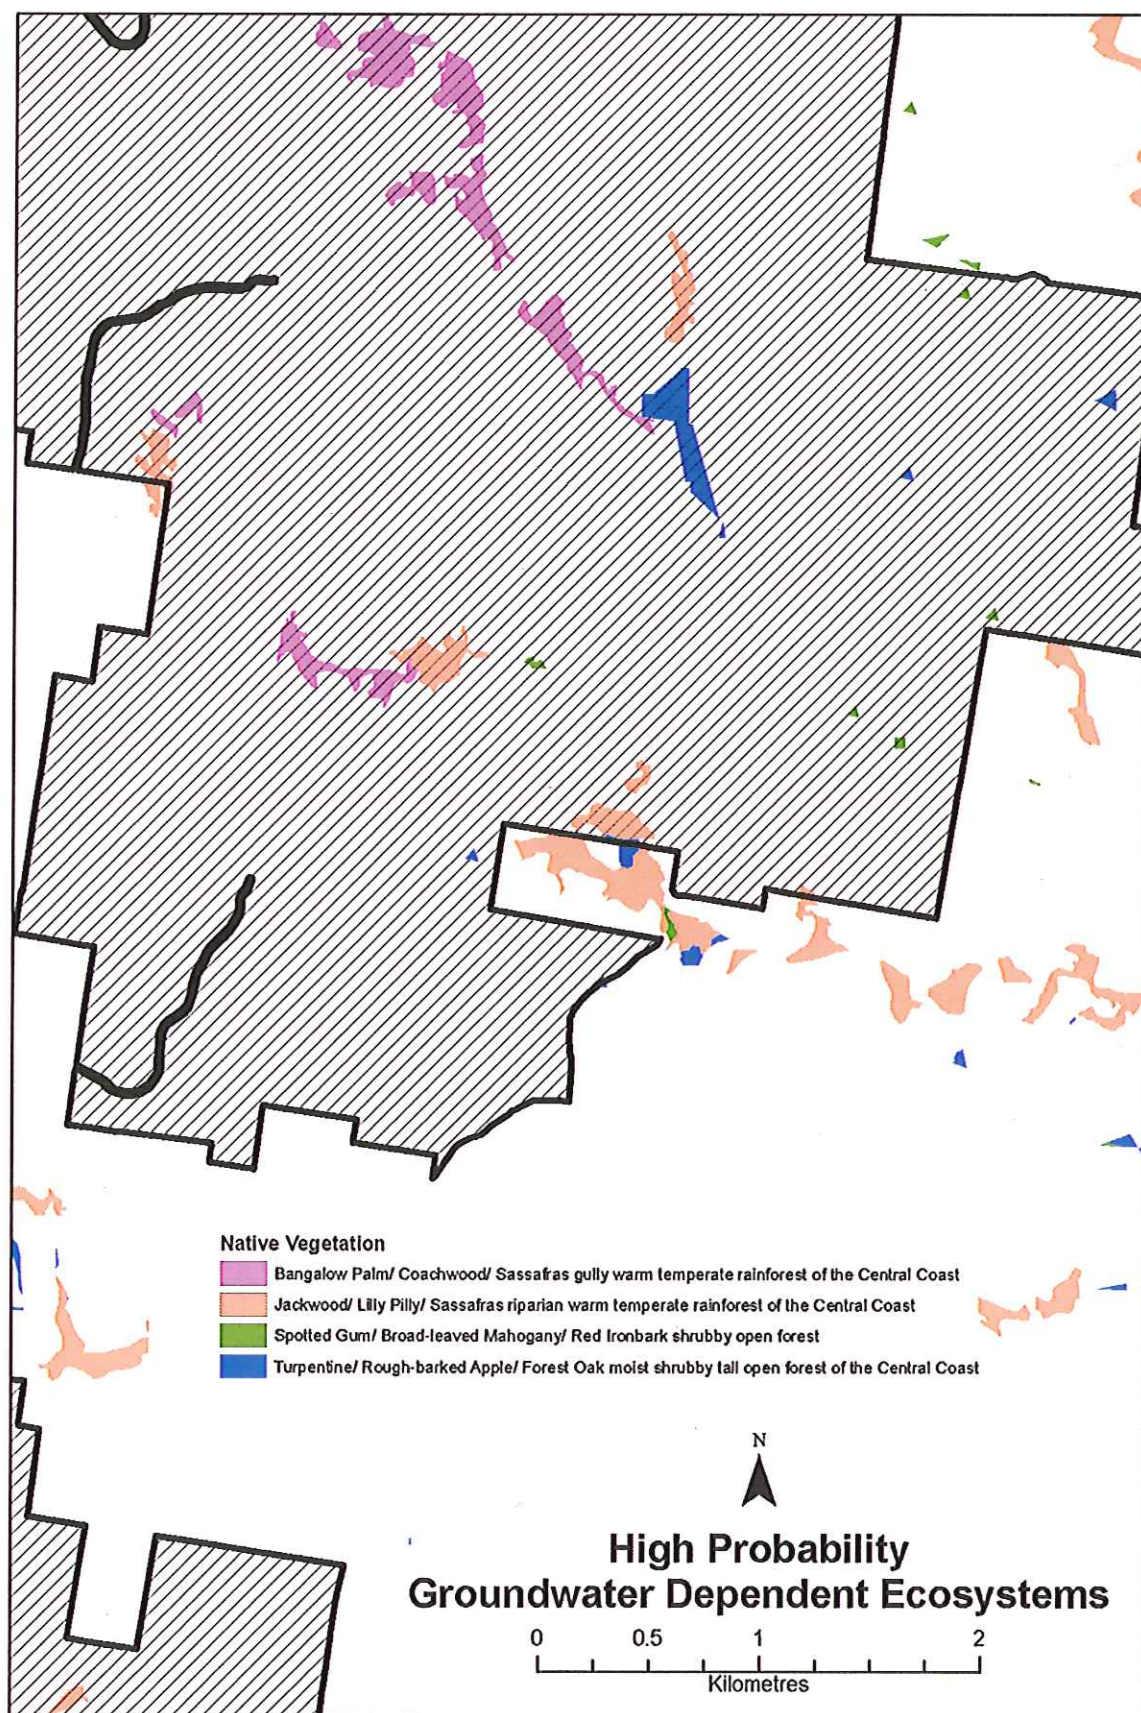 Native Vegetation
Bangalow Palm/ Coachwood/ Sassafras gully warm temperate rainforest of the Central Coast
Jackwood/ Lilly Pilly/ Sassafras riparian warm temperate rainforest of the Central Coast
Spotted Gum/ Broad-leaved Mahogany/ Red Ironbark shrubby open forest
Turpentine/ Rough-barked Apple/ Forest Oak moist shrubby tall open forest of the Central Coast
N
High Probability
Groundwater Dependent Ecosystems
0 0.5 1 2
Kilometres